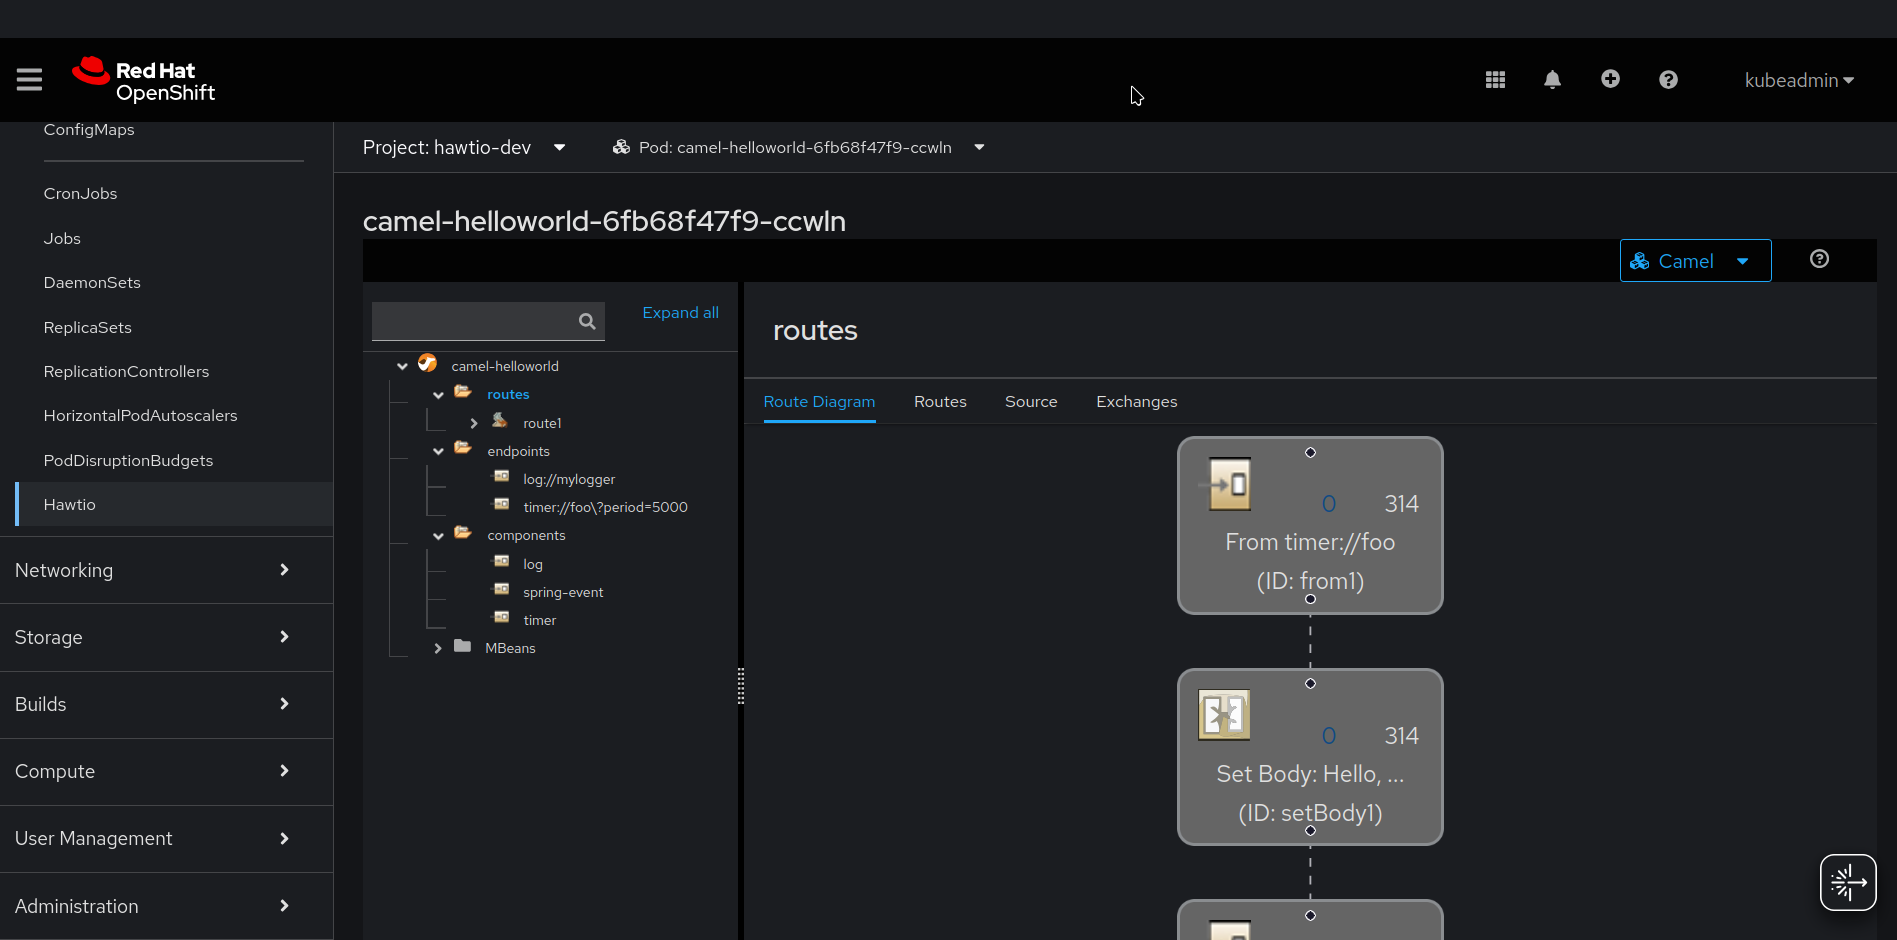 Red Hat
OpenShift
kubeadmin
ConfigMaps
CronJobs
Jobs
DaemonSets
ReplicaSets
ReplicationControllers
HorizontalPodAutoscalers
PodDisruptionBudgets
Hawtio
Networking
Storage
Builds
Compute
User Management
Administration
Project: hawtio-dev
Pod: camel-helloworld-6fb68f47f9-ccwln
camel-helloworld-6fb68f47f9-ccwln
Camel
Expand all
camel-helloworld
routes
route1
endpoints
log://mylogger
timer://foo\?period=5000
components
log
spring-event
timer
MBeans
routes
Route Diagram
Routes
Source
Exchanges
0 314
From timer://foo
(ID: from1)
0 314
Set Body: Hello, ...
(ID: setBody1)